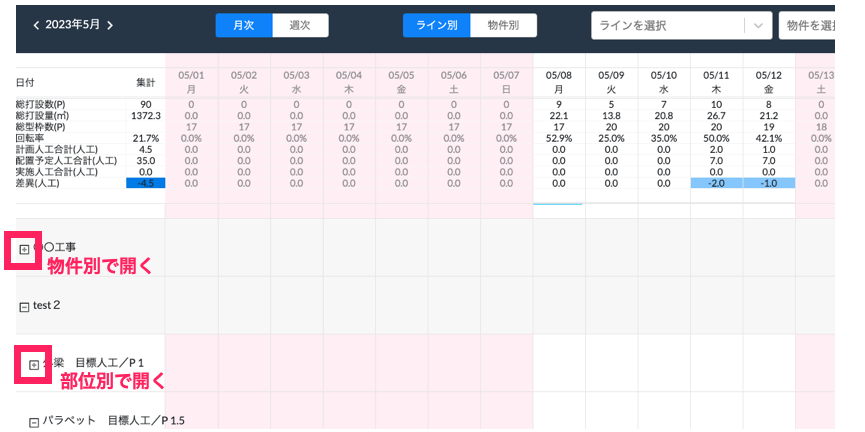 2023年5月 月次 週次 ライン別 物件別 ラインを選択 物件を選択
05/01 05/02 05/03 05/04 05/05 05/06 05/07 05/08 05/09 05/10 05/11 05/12 05/13
日付 集計 月 火 水 木 金 土 日 月 火 水 木 金 土
総打設数(P) 90 0 0 0 0 0 0 0 9 5 7 10 8 0
総打設量(㎥) 1372.3 0.0 0.0 0.0 0.0 0.0 0.0 0.0 22.1 13.8 20.8 26.7 21.2 0.0
総型枠数(P) 17 17 17 17 17 17 17 17 20 20 20 19 18
回転率 21.7% 0.0% 0.0% 0.0% 0.0% 0.0% 0.0% 0.0% 52.9% 25.0% 35.0% 50.0% 42.1% 0.0%
計画人工合計(人工) 4.5 0.0 0.0 0.0 0.0 0.0 0.0 0.0 0.0 0.0 0.0 0.0 1.0 0.0
配置予定人工合計(人工) 35.0 0.0 0.0 0.0 0.0 0.0 0.0 0.0 0.0 0.0 0.0 7.0 7.0 0.0
実施人工合計(人工) 0.0 0.0 0.0 0.0 0.0 0.0 0.0 0.0 0.0 0.0 0.0 2.0 0.0 0.0
差異(人工) -4.5 0.0 0.0 0.0 0.0 0.0 0.0 0.0 0.0 0.0 0.0 -2.0 -1.0 0.0
〇〇工事
物件別で開く
test２
梁 目標人工／P 1
部位別で開く
パラペット 目標人工／P 1.5